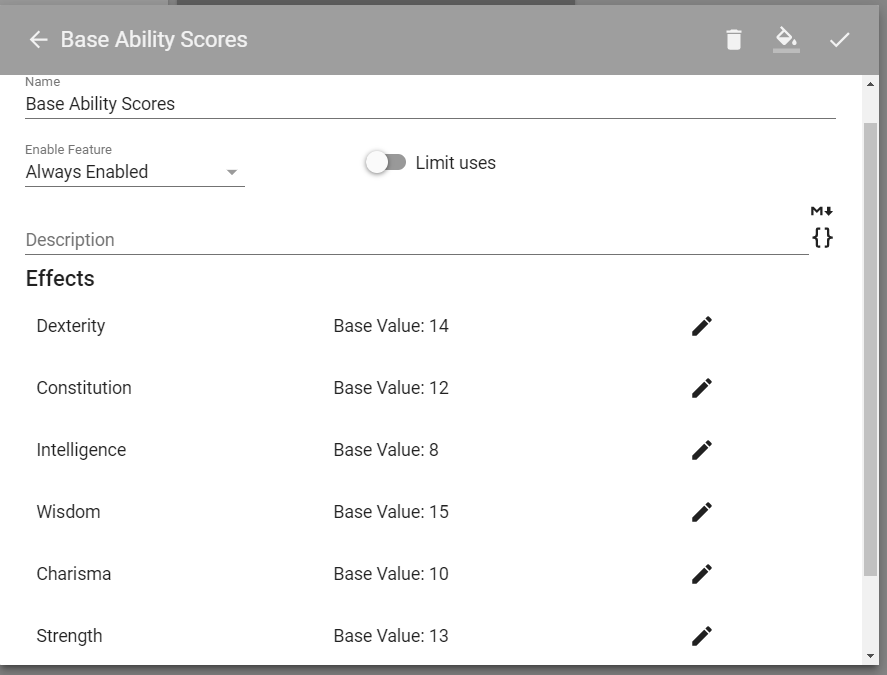 Base Ability Scores
Name
Base Ability Scores
Enable Feature
Always Enabled
Limit uses
M
Description
{}
Effects
Dexterity Base Value: 14
Constitution Base Value: 12
Intelligence Base Value: 8
Wisdom Base Value: 15
Charisma Base Value: 10
Strength Base Value: 13